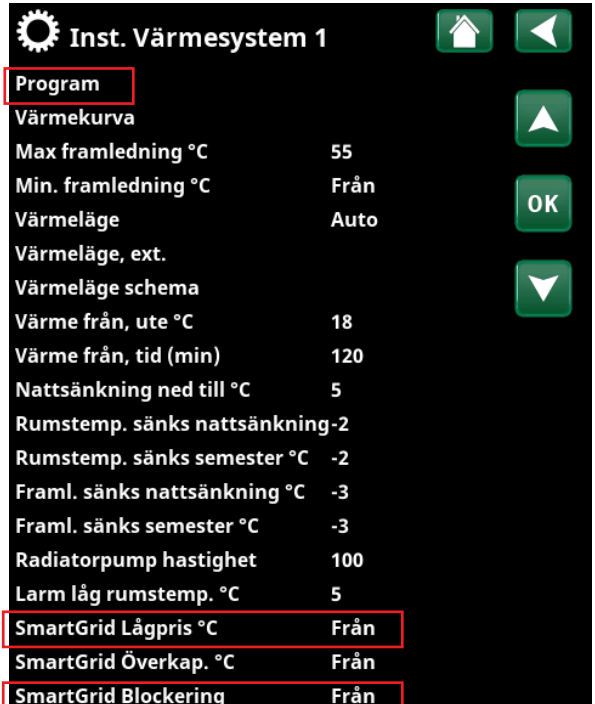 Inst. Värmesystem 1
Program
Värmekurva
Max framledning °C 55
OK
Min. framledning °C Från
Värmeläge Auto
Värmeläge, ext.
Värmeläge schema
Värme från, ute °C 18
Värme från, tid (min) 120
Nattsänkning ned till °C 5
Rumstemp. sänks nattsänkning-2
Rumstemp. sänks semester °C -2
Framl. sänks nattsänkning °C -3
Framl. sänks semester °C -3
Radiatorpump hastighet 100
Larm låg rumstemp. °C 5
SmartGrid Lågpris °C Från
SmartGrid Överkap. °C Från
SmartGrid Blockering Från